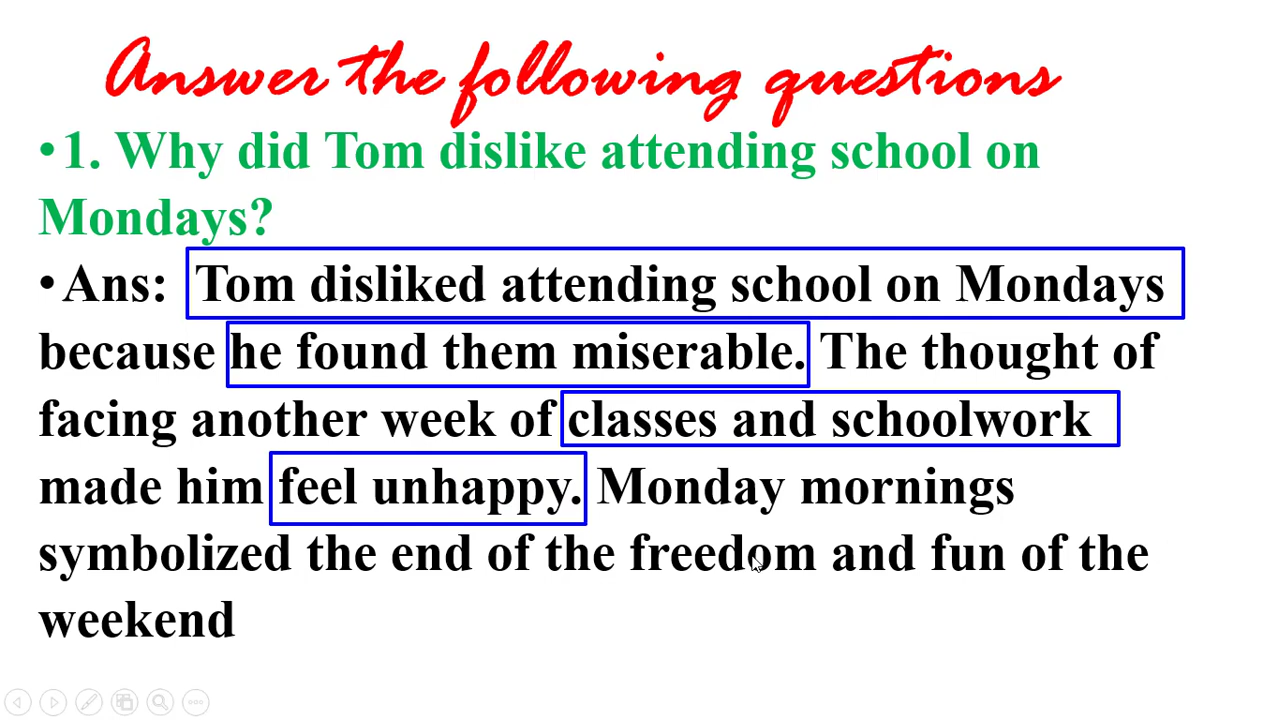 Answer the following questions
•1. Why did Tom dislike attending school on
Mondays?
•Ans: Tom disliked attending school on Mondays
because he found them miserable. The thought of
facing another week of classes and schoolwork
made him feel unhappy. Monday mornings
symbolized the end of the freedom and fun of the
weekend